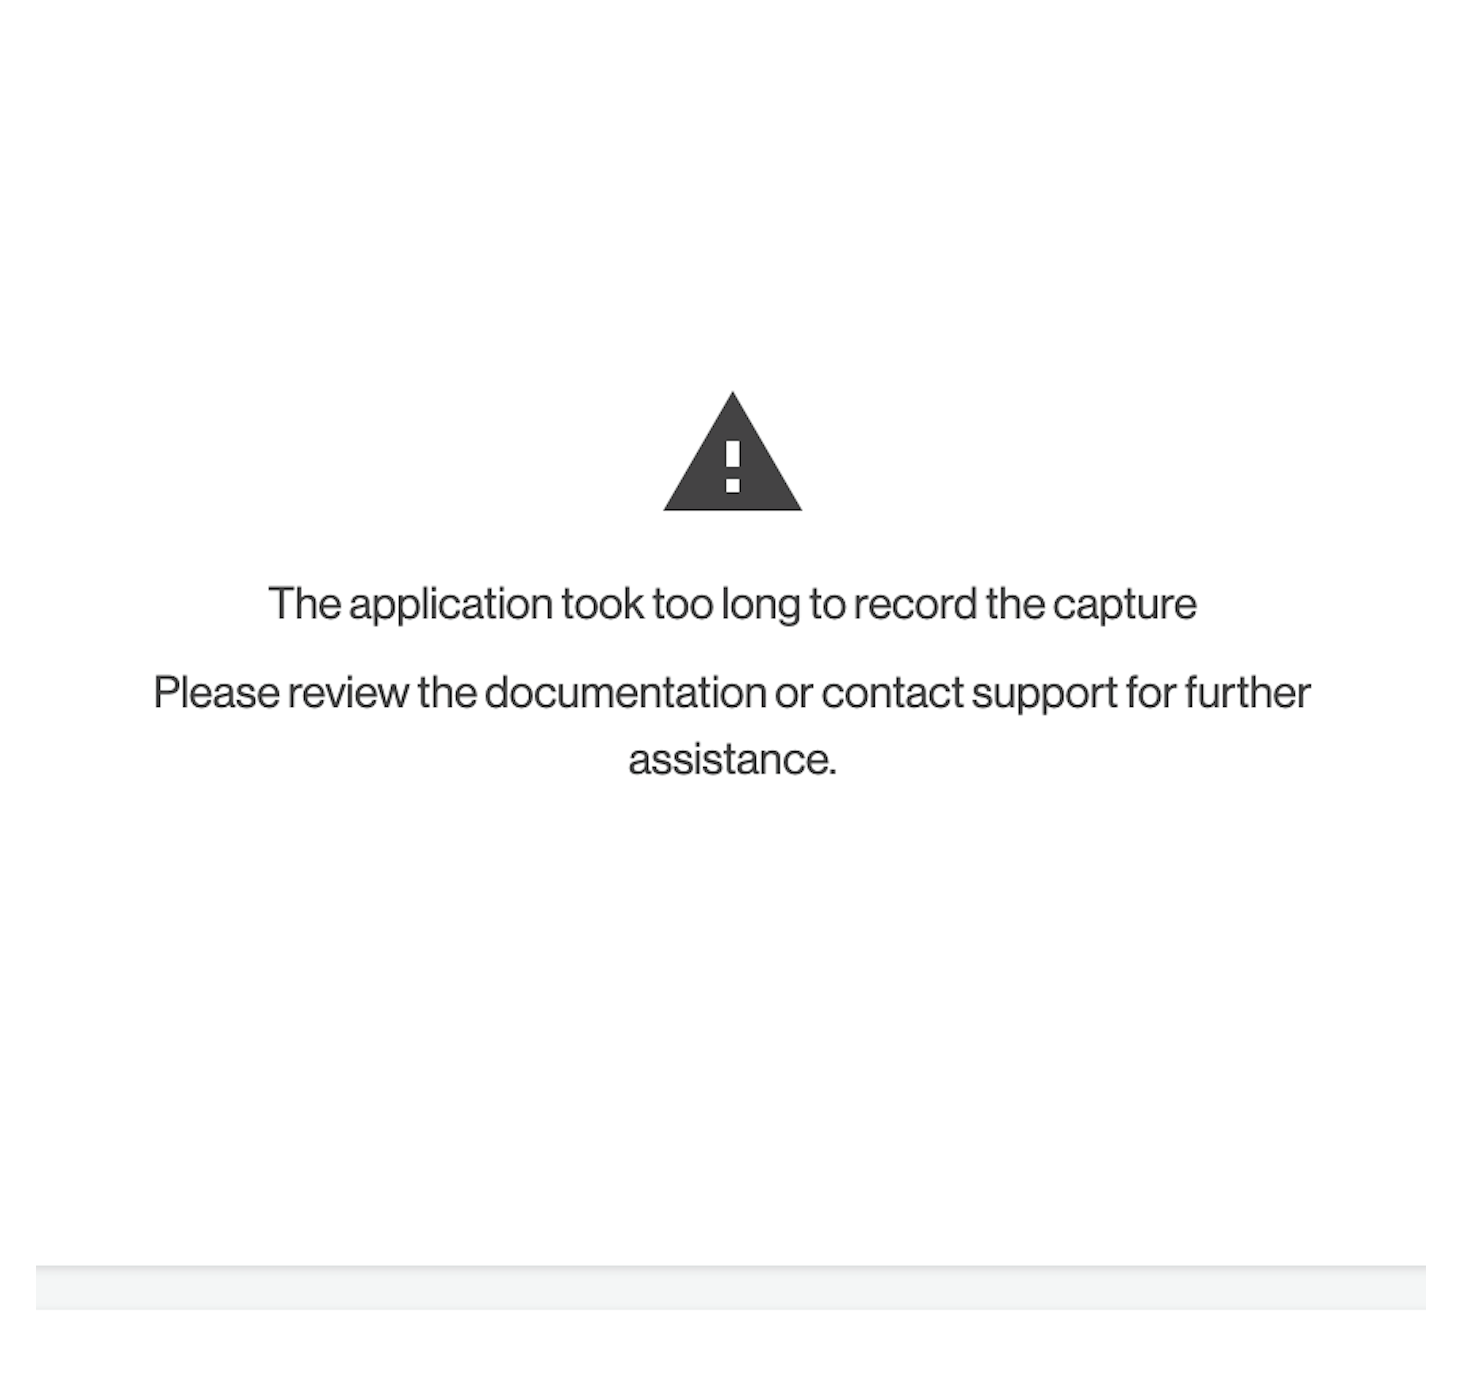 The application took too long to record the capture
Please review the documentation or contact support for further
assistance.